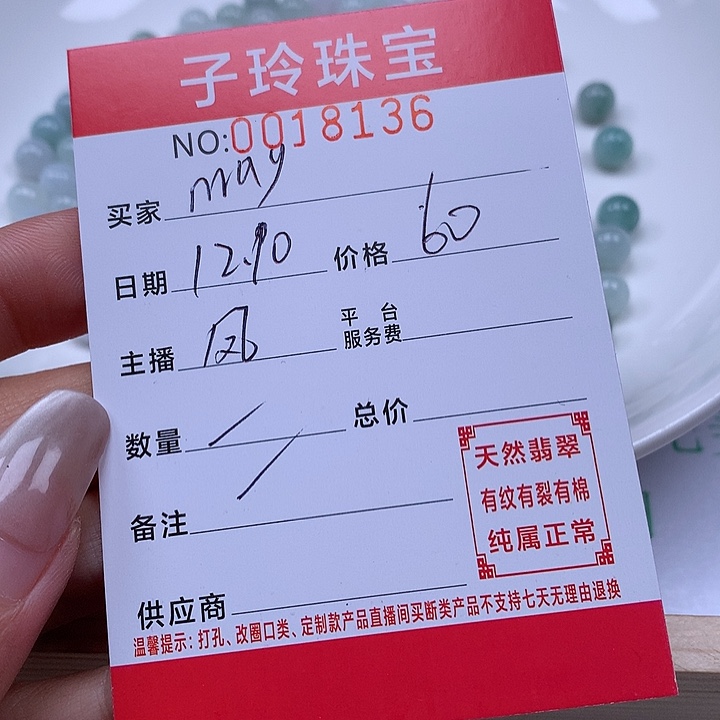 子玲珠宝
NO:0018136
买家 may
日期 12.10 价格 60
主播 凤 平台服务费
数量 总价
备注
天然翡翠
有纹有裂有棉
纯属正常
供应商
温馨提示：打孔、改圈口类、定制款产品直播间买断类产品不支持七天无理由退换